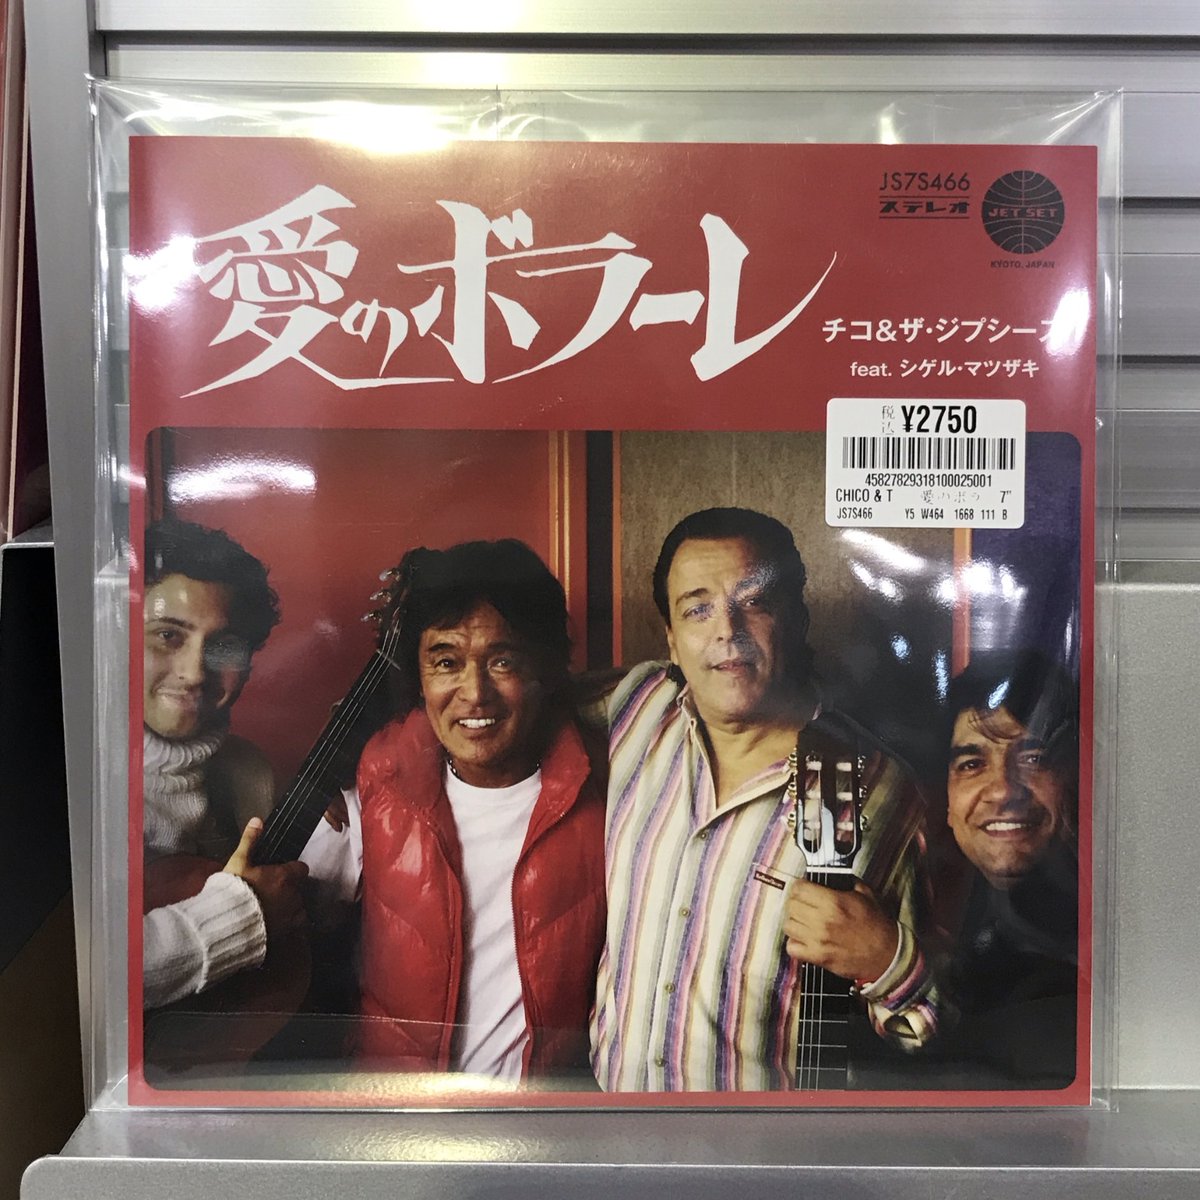 JS7S466
ステレオ
JET SET
KYOTO, JAPAN
愛のボラーレ
チコ&ザ・ジプシーズ
feat. シゲル・マツザキ
税込 ¥2750
45827829318100025001
CHICO & T 愛のボラ 7"
JS7S466 Y5 W464 1668 111 B